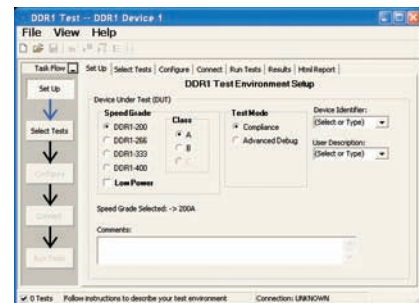 DDR1 Test -- DDR1 Device 1
File View Help
Task Flow
Set Up
Select Tests
Configure
Connect
Run Tests
Set Up Select Tests Configure Connect Run Tests Results Html Report
DDR1 Test Environment Setup
Device Under Test (DUT)
Speed Grade
DDR1-200
DDR1-266
DDR1-333
DDR1-400
Low Power
Class
A
B
C
Test Mode
Compliance
Advanced Debug
Device Identifier:
(Select or Type)
User Description:
(Select or Type)
Speed Grade Selected: -> 200A
Comments:
0 Tests Follow instructions to describe your test environment Connection: UNKNOWN